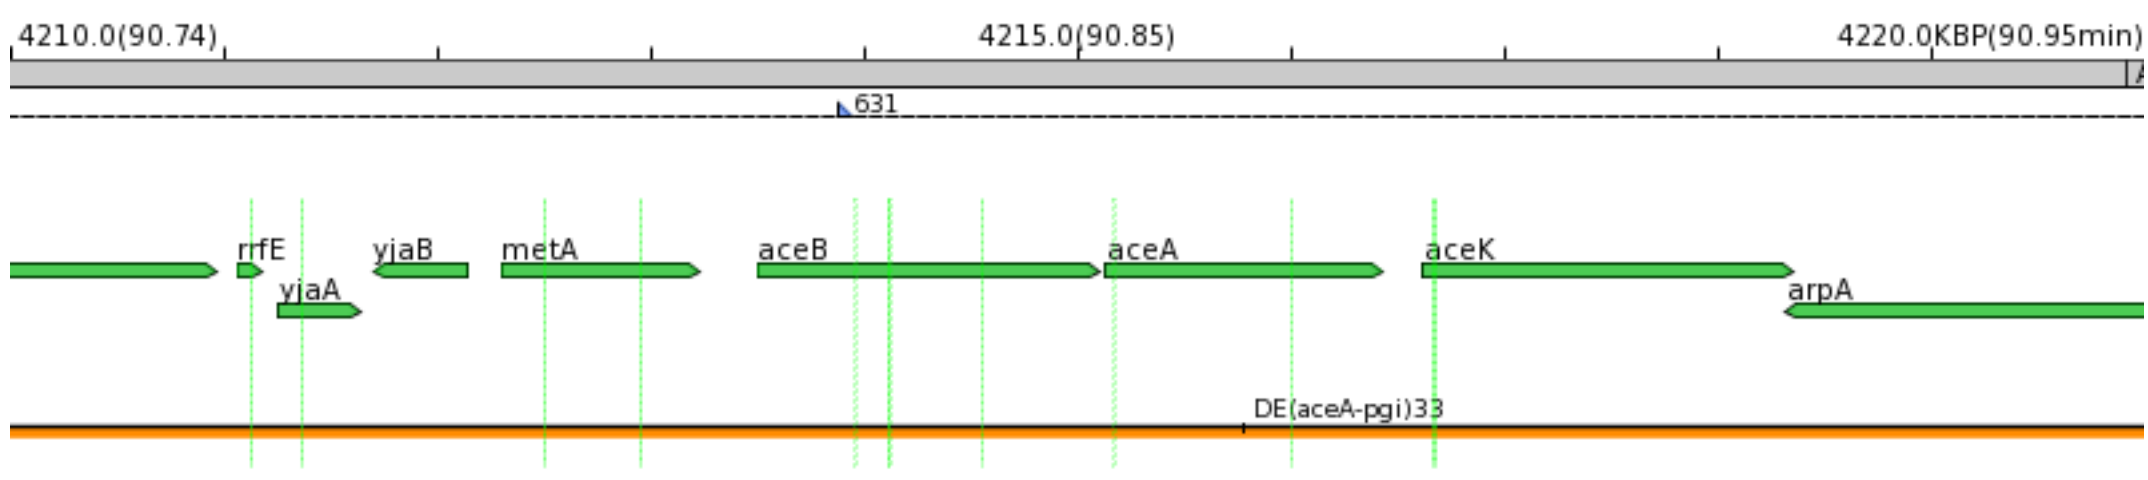 4210.0(90.74) 4215.0(90.85) 4220.0KBP(90.95min)
631
rrfE yjaB metA aceB aceA aceK
yjaA arpA
DE(aceA-pgi)33